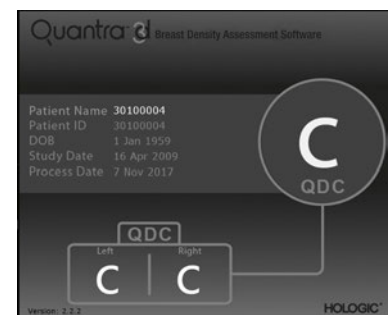 Quantra d Breast Density Assessment Software
Patient Name 30100004
Patient ID 30100004
DOB 1 Jan 1959
Study Date 16 Apr 2009
Process Date 7 Nov 2017
C
QDC
QDC
Left Right
C C
Version: 2.2.2
HOLOGIC